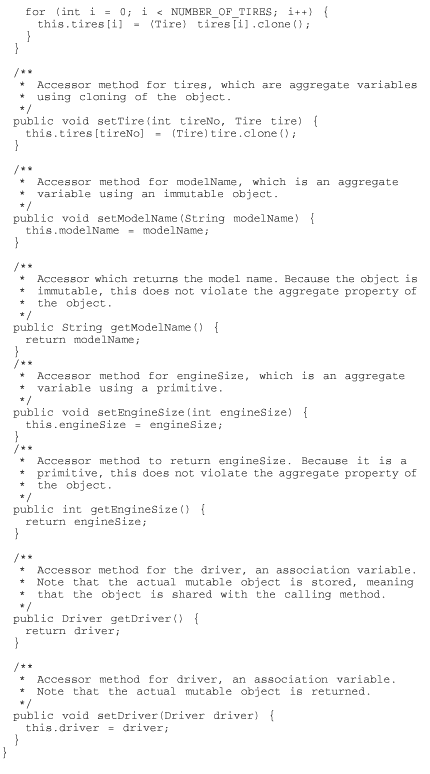 for (int i = 0; i < NUMBER_OF_TIRES; i++) {
this.tires[i] = (Tire) tires[i].clone();
}
}
/**
* Accessor method for tires, which are aggregate variables
* using cloning of the object.
*/
public void setTire(int tireNo, Tire tire) {
this.tires[tireNo] = (Tire)tire.clone();
}
/**
* Accessor method for modelName, which is an aggregate
* variable using an immutable object.
*/
public void setModelName(String modelName) {
this.modelName = modelName;
}
/**
* Accessor which returns the model name. Because the object is
* immutable, this does not violate the aggregate property of
* the object.
*/
public String getModelName() {
return modelName;
}
/**
* Accessor method for engineSize, which is an aggregate
* variable using a primitive.
*/
public void setEngineSize(int engineSize) {
this.engineSize = engineSize;
}
/**
* Accessor method to return engineSize. Because it is a
* primitive, this does not violate the aggregate property of
* the object.
*/
public int getEngineSize() {
return engineSize;
}
/**
* Accessor method for the driver, an association variable.
* Note that the actual mutable object is stored, meaning
* that the object is shared with the calling method.
*/
public Driver getDriver() {
return driver;
}
/**
* Accessor method for driver, an association variable.
* Note that the actual mutable object is returned.
*/
public void setDriver(Driver driver) {
this.driver = driver;
}
}